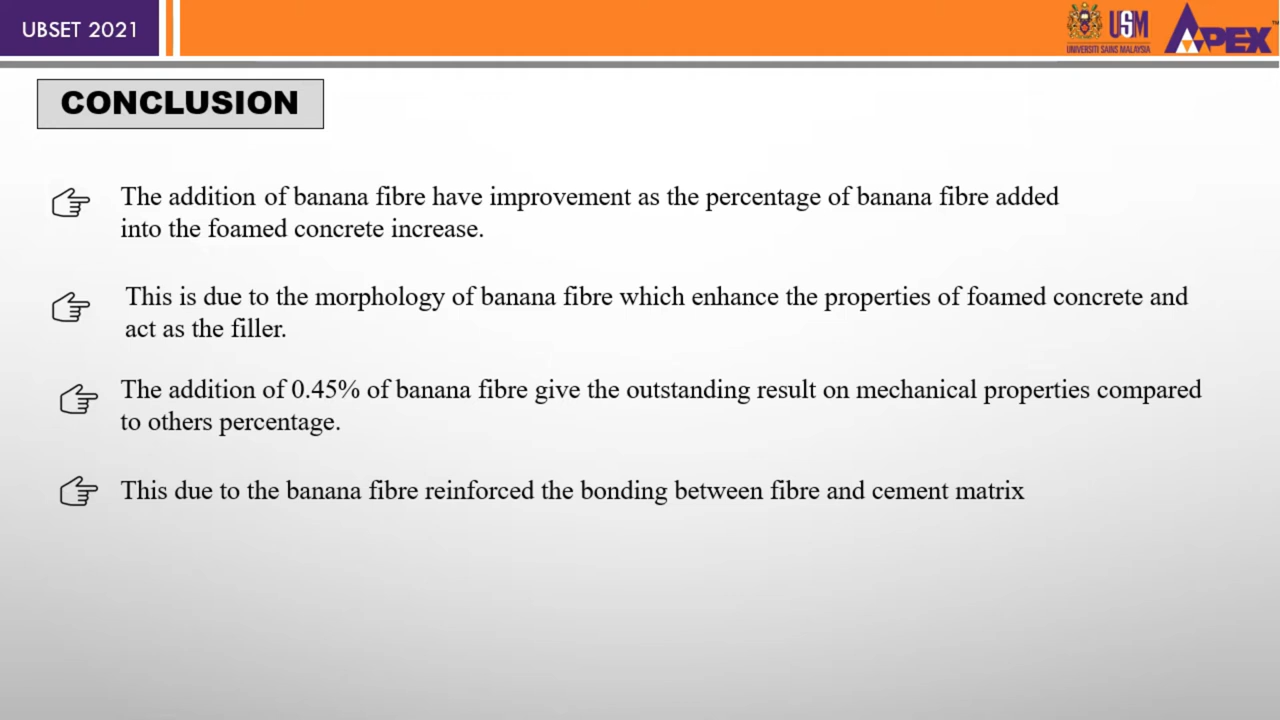 UBSET 2021
USM
UNIVERSITI SAINS MALAYSIA
APEX
TM
CONCLUSION
The addition of banana fibre have improvement as the percentage of banana fibre added
into the foamed concrete increase.
This is due to the morphology of banana fibre which enhance the properties of foamed concrete and
act as the filler.
The addition of 0.45% of banana fibre give the outstanding result on mechanical properties compared
to others percentage.
This due to the banana fibre reinforced the bonding between fibre and cement matrix